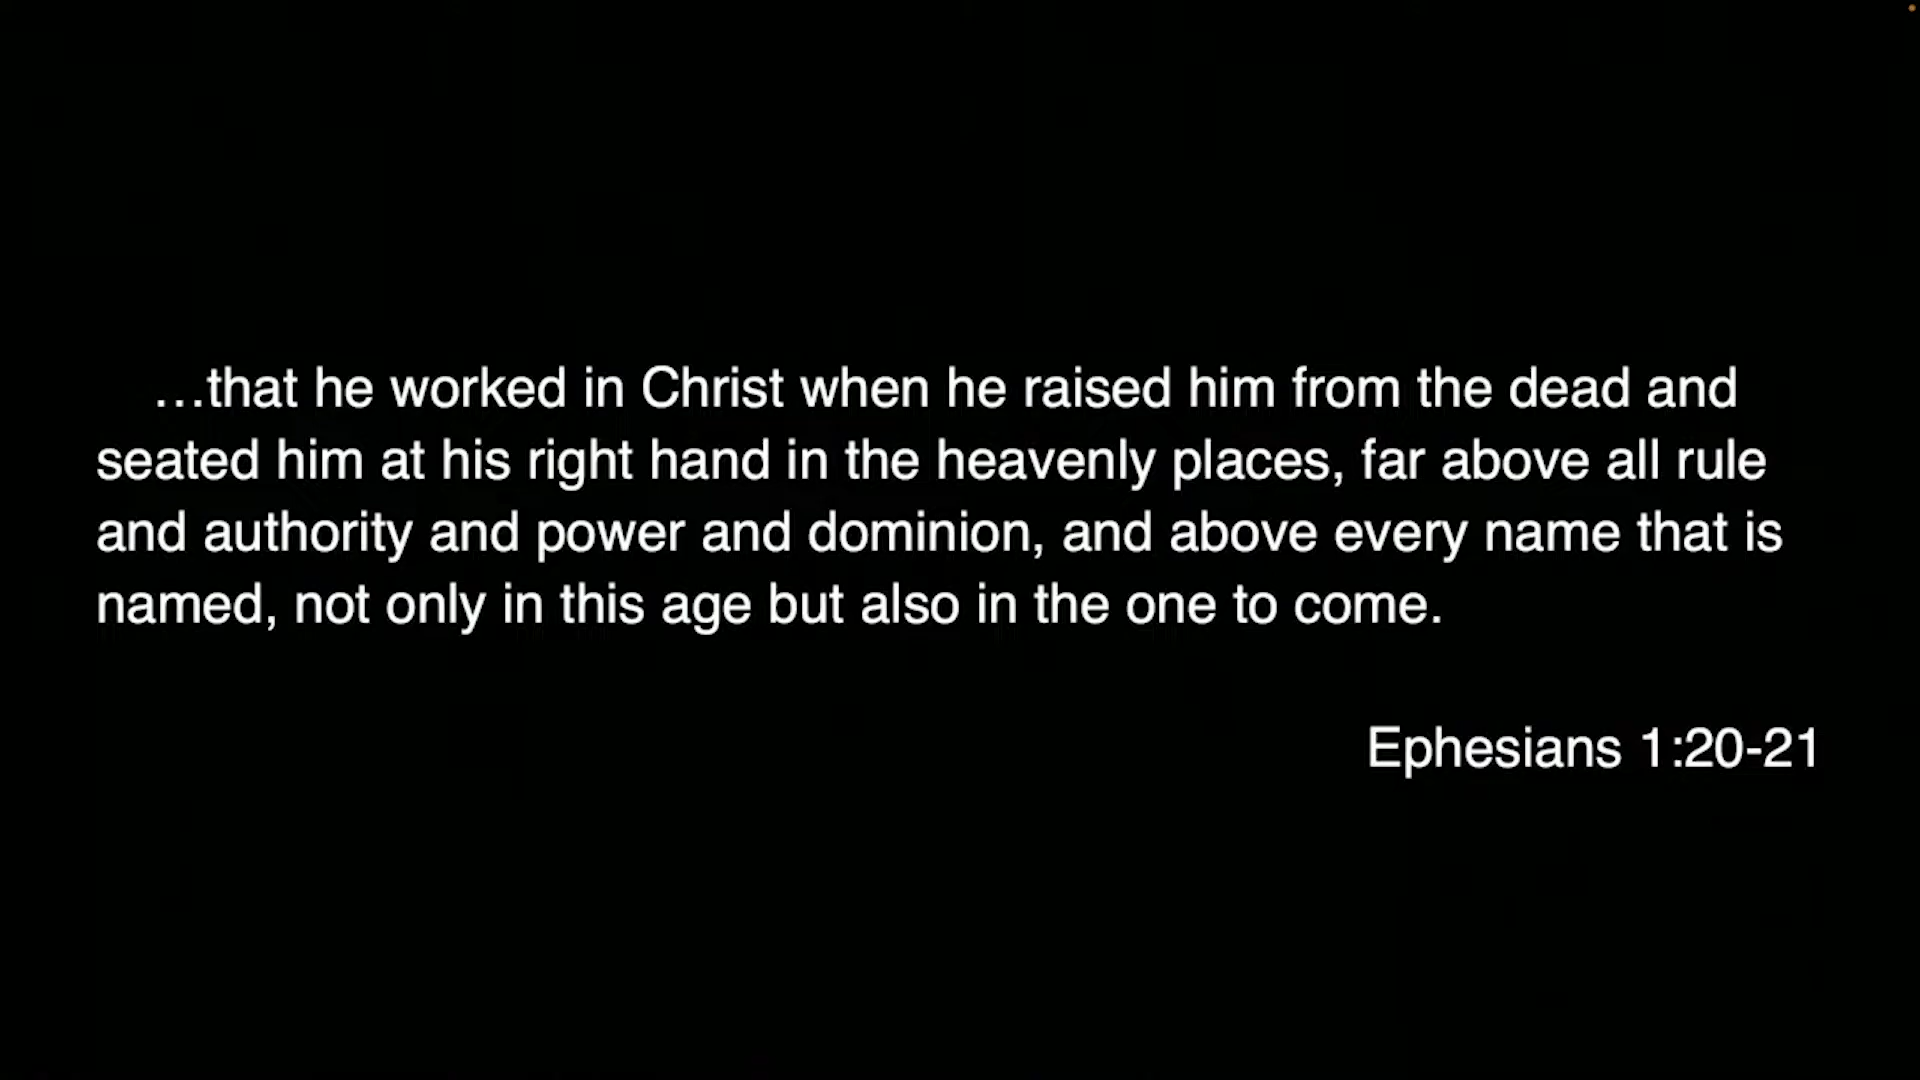 …that he worked in Christ when he raised him from the dead and
seated him at his right hand in the heavenly places, far above all rule
and authority and power and dominion, and above every name that is
named, not only in this age but also in the one to come.
Ephesians 1:20-21